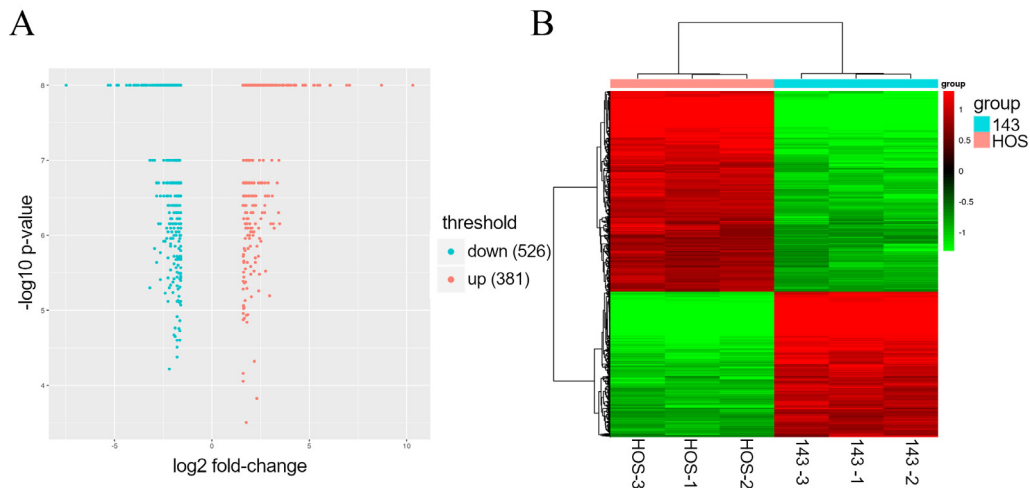 A
8
7
6
5
4
-log10 p-value
-5
0
5
10
log2 fold-change
threshold
down (526)
up (381)
B
group
1
0.5
0
-0.5
-1
group
143
HOS
HOS-3
HOS-1
HOS-2
143 -3
143 -1
143 -2